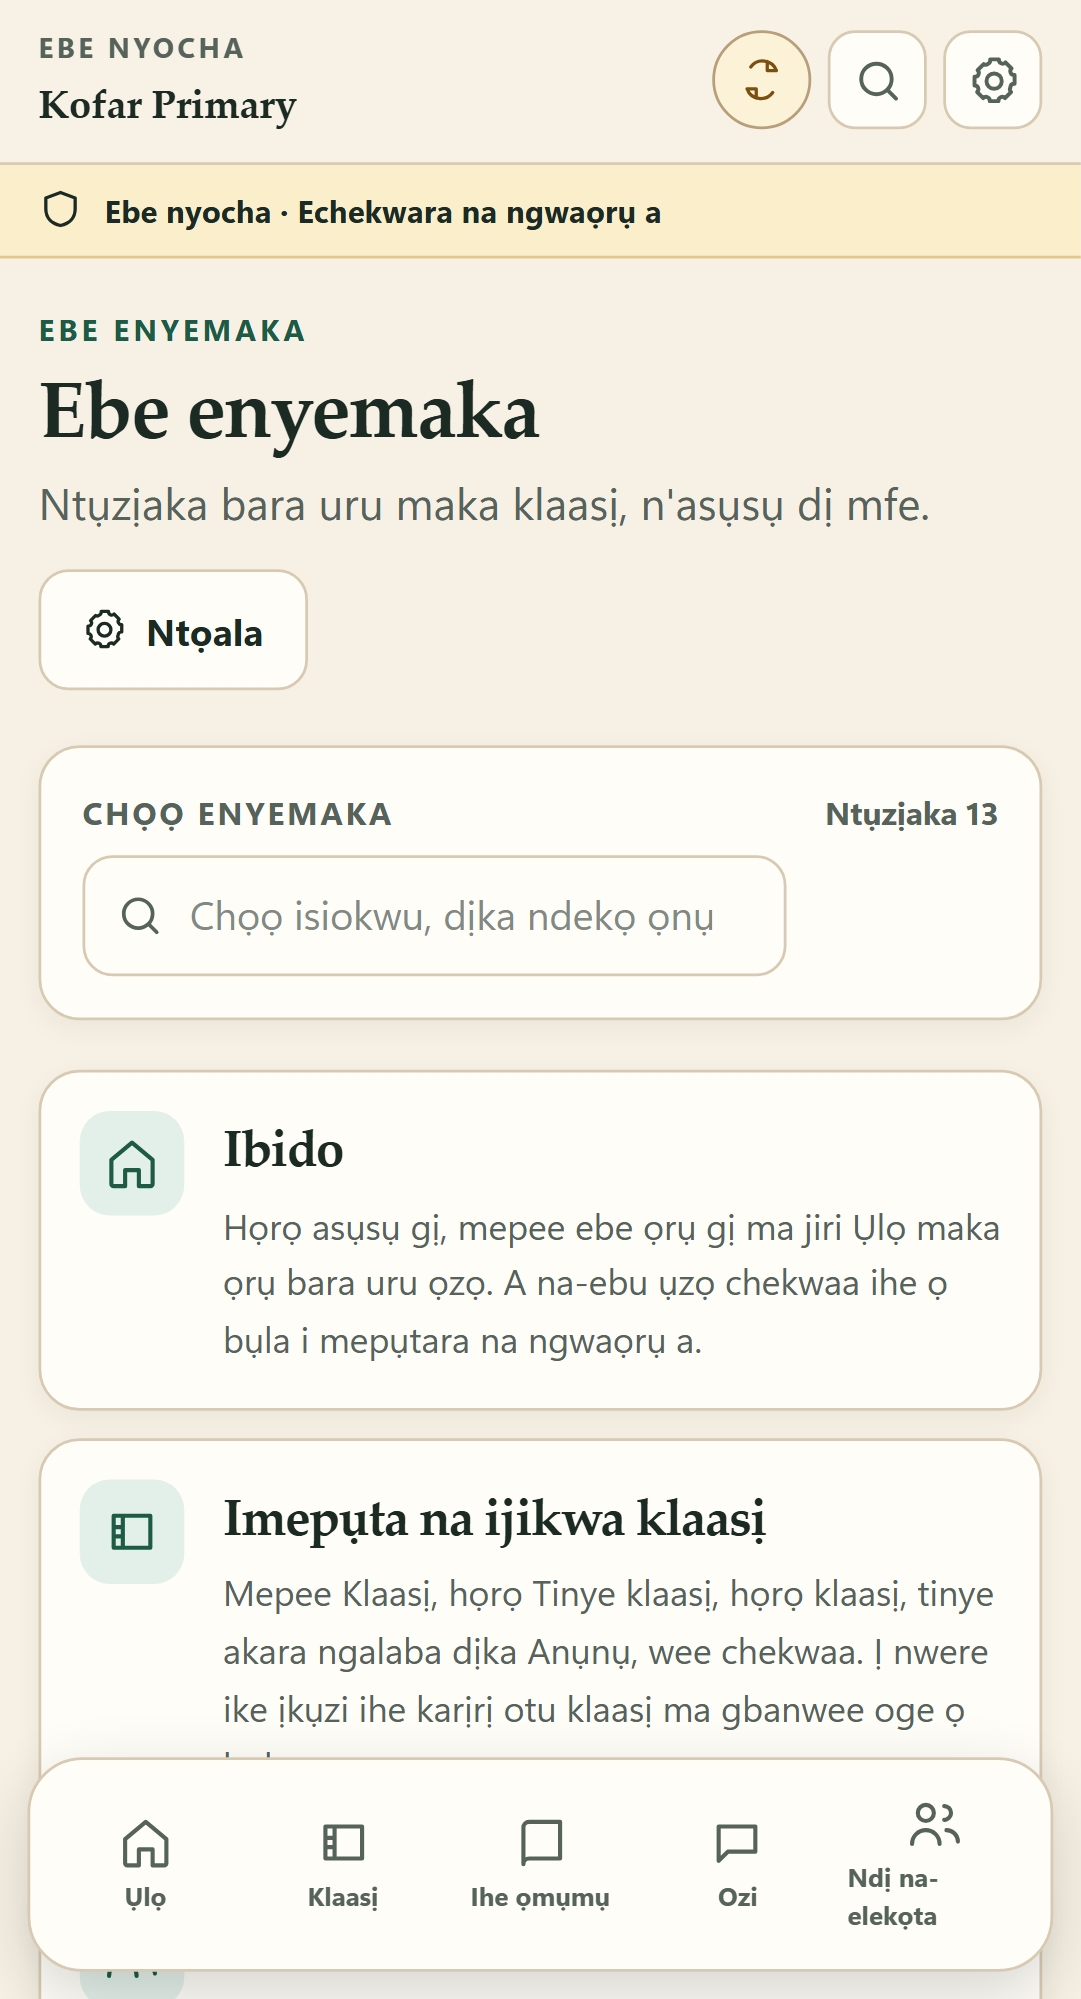 EBE NYOCHA
Kofar Primary
Ebe nyocha · Echekwara na ngwaọrụ a
EBE ENYEMAKA
Ebe enyemaka
Ntụzịaka bara uru maka klaasị, n'asụsụ dị mfe.
Ntọala
CHỌỌ ENYEMAKA
Ntụzịaka 13
Chọọ isiokwu, dịka ndekọ ọnụ
Ibido
Họrọ asụsụ gị, mepee ebe ọrụ gị ma jiri Ụlọ maka
ọrụ bara uru ọzọ. A na-ebu ụzọ chekwaa ihe ọ
bụla i mepụtara na ngwaọrụ a.
Imepụta na ijikwa klaasị
Mepee Klaasị, họrọ Tinye klaasị, họrọ klaasị, tinye
akara ngalaba dịka Anụnụ, wee chekwaa. Ị nwere
ike ịkụzi ihe karịrị otu klaasị ma gbanwee oge ọ
Ụlọ
Klaasị
Ihe ọmụmụ
Ozi
Ndị na-
elekọta